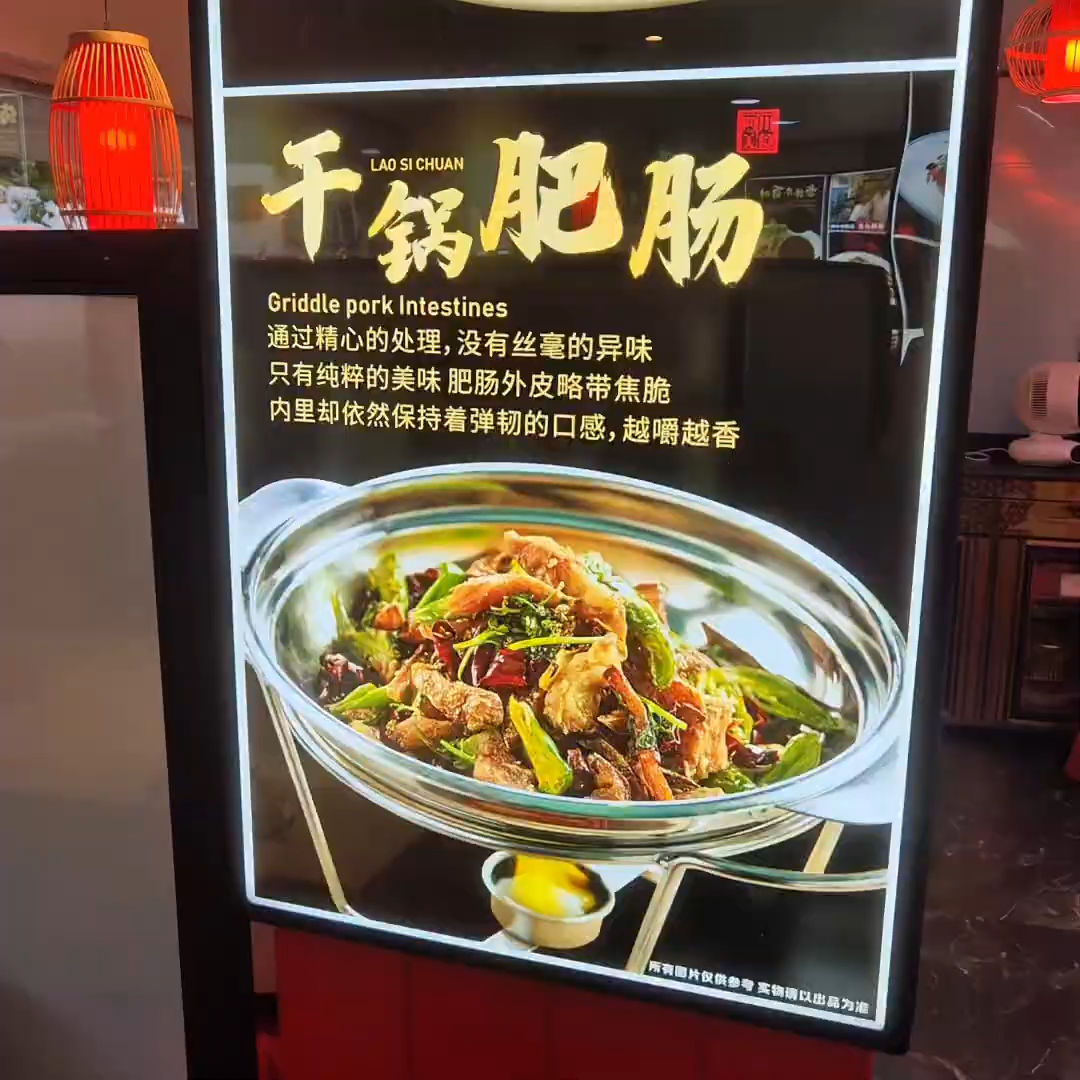 干锅肥肠
LAO SI CHUAN
Griddle pork Intestines
通过精心的处理,没有丝毫的异味
只有纯粹的美味 肥肠外皮略带焦脆
内里却依然保持着弹韧的口感,越嚼越香
所有图片仅供参考 实物请以出品为准